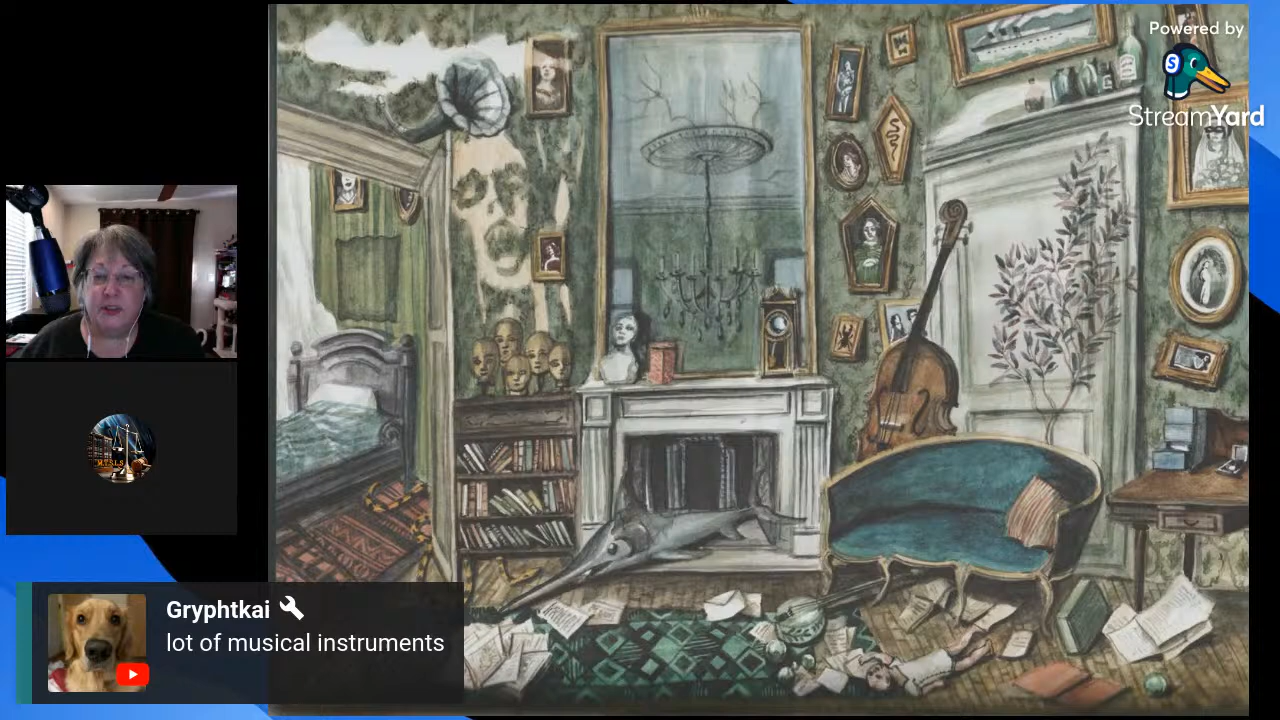 Powered by
StreamYard
M.T.S.L.S
Gryphtkai
lot of musical instruments